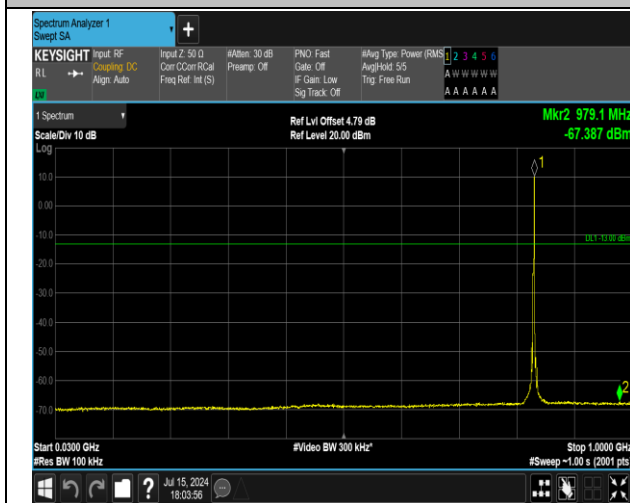 Spectrum Analyzer 1
Swept SA
+
KEYSIGHT
RL
Input: RF
Coupling: DC
Align: Auto
Input Z: 50 Ω
Corr CCorr RCal
Freq Ref: Int (S)
#Atten: 30 dB
Preamp: Off
PNO: Fast
Gate: Off
IF Gain: Low
Sig Track: Off
#Avg Type: Power (RMS
Avg|Hold: 5/5
Trig: Free Run
1 2 3 4 5 6
A W W W W W
A A A A A A
1 Spectrum
Scale/Div 10 dB
Log
Ref Lvl Offset 4.79 dB
Ref Level 20.00 dBm
Mkr2 979.1 MHz
-67.387 dBm
1
10.0
0.00
-10.0
DL1 -13.00 dBm
-20.0
-30.0
-40.0
-50.0
-60.0
2
-70.0
Start 0.0300 GHz
#Res BW 100 kHz
#Video BW 300 kHz*
Stop 1.0000 GHz
#Sweep ~1.00 s (2001 pts)
?
Jul 15, 2024
18:03:56